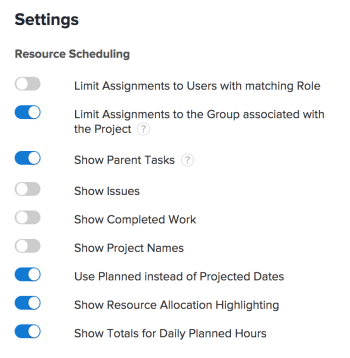 Settings
Resource Scheduling
Limit Assignments to Users with matching Role
Limit Assignments to the Group associated with
the Project ?
Show Parent Tasks ?
Show Issues
Show Completed Work
Show Project Names
Use Planned instead of Projected Dates
Show Resource Allocation Highlighting
Show Totals for Daily Planned Hours